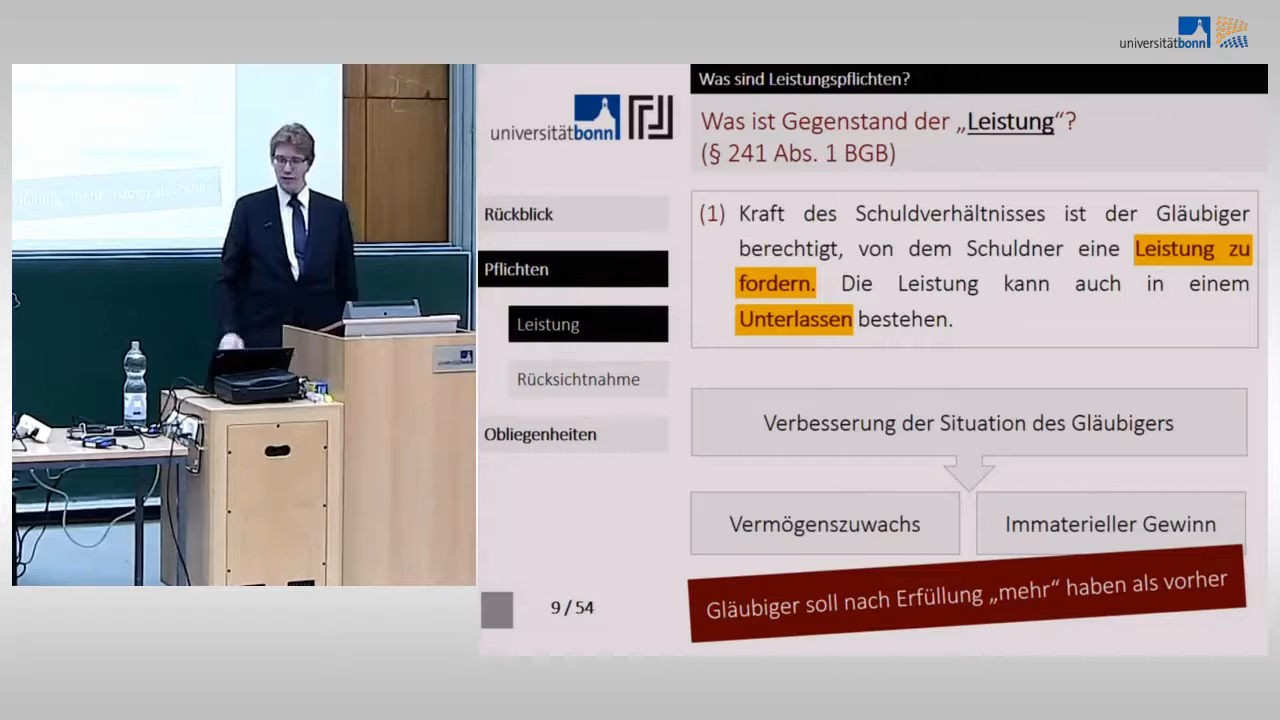 universitätbonn
Was sind Leistungspflichten?
universitätbonn
Was ist Gegenstand der „Leistung“?
(§ 241 Abs. 1 BGB)
Rückblick
Pflichten
Leistung
Rücksichtnahme
Obliegenheiten
(1) Kraft des Schuldverhältnisses ist der Gläubiger
berechtigt, von dem Schuldner eine Leistung zu
fordern. Die Leistung kann auch in einem
Unterlassen bestehen.
Verbesserung der Situation des Gläubigers
Vermögenszuwachs
Immaterieller Gewinn
Gläubiger soll nach Erfüllung „mehr“ haben als vorher
9 / 54